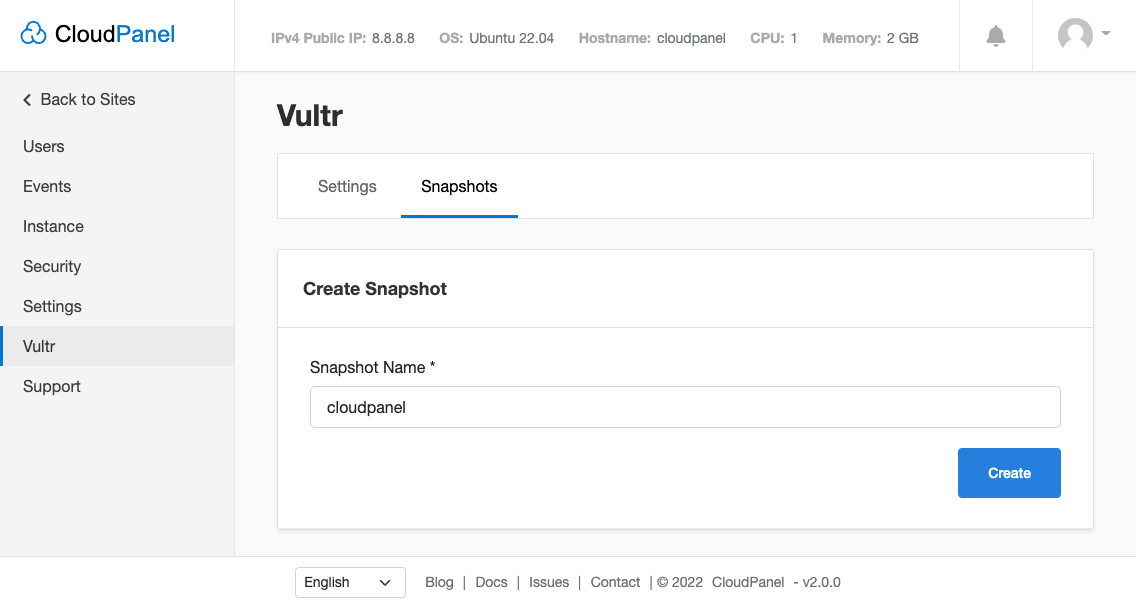 CloudPanel
IPv4 Public IP: 8.8.8.8 OS: Ubuntu 22.04 Hostname: cloudpanel CPU: 1 Memory: 2 GB
Back to Sites
Users
Events
Instance
Security
Settings
Vultr
Support
Vultr
Settings Snapshots
Create Snapshot
Snapshot Name *
cloudpanel
Create
English Blog | Docs | Issues | Contact | © 2022 CloudPanel - v2.0.0